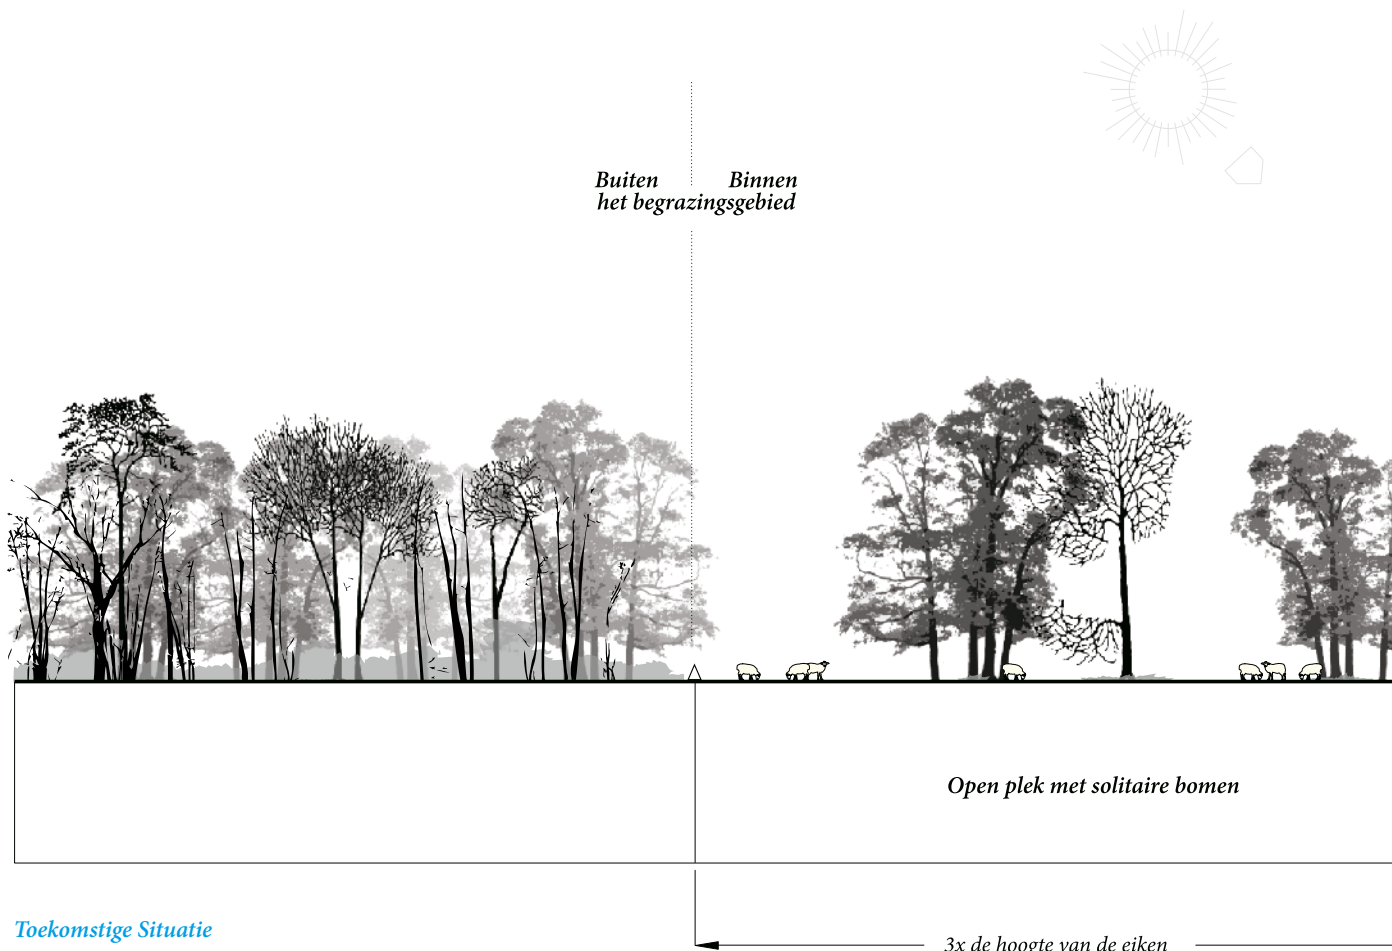 Buiten Binnen
het begrazingsgebied
Open plek met solitaire bomen
Toekomstige Situatie
3x de hoogte van de eiken